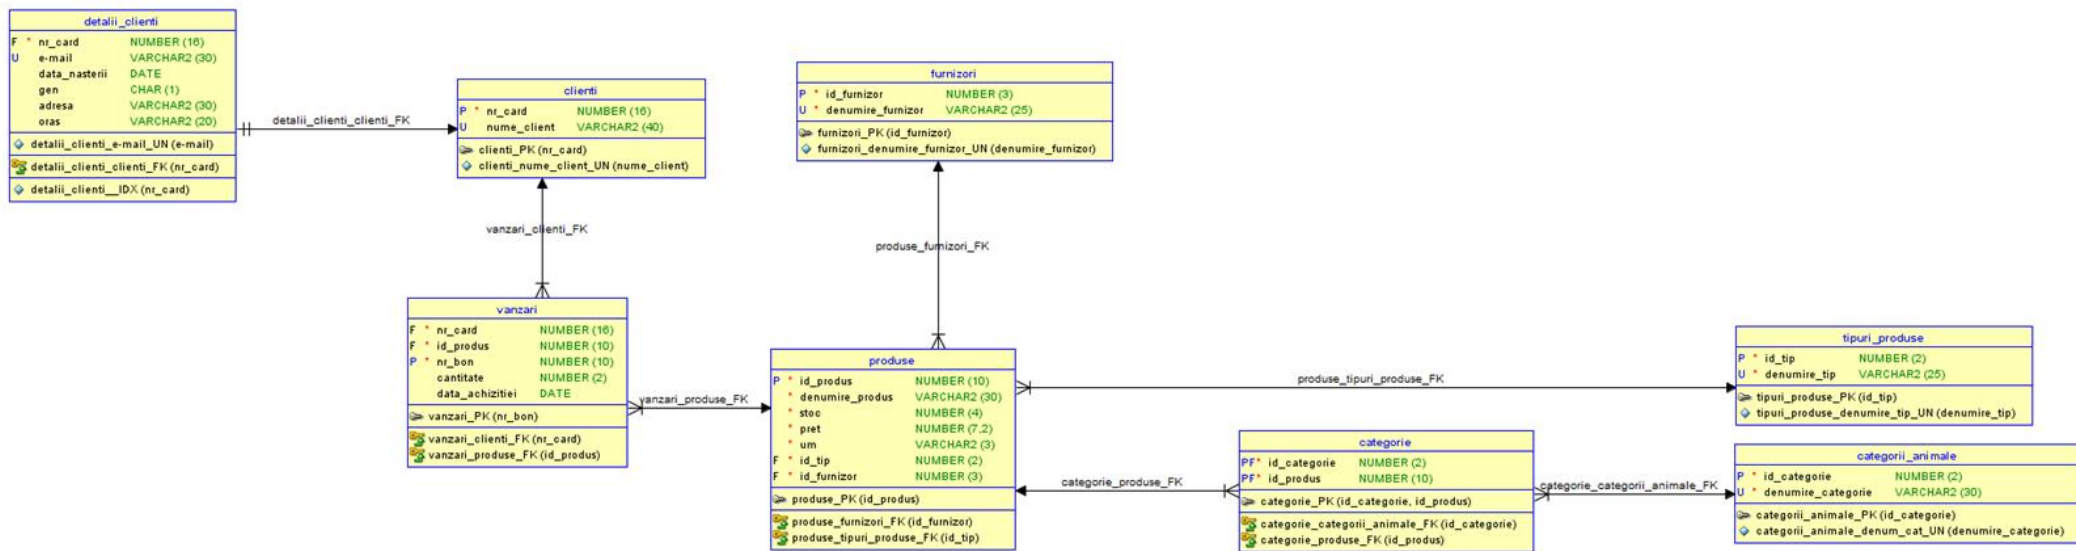 detalii_clienti
F * nr_card NUMBER (16)
U e-mail VARCHAR2 (30)
data_nasterii DATE
gen CHAR (1)
adresa VARCHAR2 (30)
oras VARCHAR2 (20)
detalii_clienti_e-mail_UN (e-mail)
detalii_clienti_clienti_FK (nr_card)
detalii_clienti__IDX (nr_card)
detalii_clienti_clienti_FK
clienti
P * nr_card NUMBER (16)
U nume_client VARCHAR2 (40)
clienti_PK (nr_card)
clienti_nume_client_UN (nume_client)
furnizori
P * id_furnizor NUMBER (3)
U * denumire_furnizor VARCHAR2 (25)
furnizori_PK (id_furnizor)
furnizori_denumire_furnizor_UN (denumire_furnizor)
vanzari_clienti_FK
produse_furnizori_FK
vanzari
F * nr_card NUMBER (16)
F * id_produs NUMBER (10)
P * nr_bon NUMBER (10)
cantitate NUMBER (2)
data_achizitiei DATE
vanzari_PK (nr_bon)
vanzari_clienti_FK (nr_card)
vanzari_produse_FK (id_produs)
vanzari_produse_FK
produse
P * id_produs NUMBER (10)
* denumire_produs VARCHAR2 (30)
* stoc NUMBER (4)
* pret NUMBER (7,2)
* um VARCHAR2 (3)
F * id_tip NUMBER (2)
F * id_furnizor NUMBER (3)
produse_PK (id_produs)
produse_furnizori_FK (id_furnizor)
produse_tipuri_produse_FK (id_tip)
produse_tipuri_produse_FK
tipuri_produse
P * id_tip NUMBER (2)
U * denumire_tip VARCHAR2 (25)
tipuri_produse_PK (id_tip)
tipuri_produse_denumire_tip_UN (denumire_tip)
categorie_produse_FK
categorie
PF* id_categorie NUMBER (2)
PF* id_produs NUMBER (10)
categorie_PK (id_categorie, id_produs)
categorie_categorii_animale_FK (id_categorie)
categorie_produse_FK (id_produs)
categorie_categorii_animale_FK
categorii_animale
P * id_categorie NUMBER (2)
U * denumire_categorie VARCHAR2 (30)
categorii_animale_PK (id_categorie)
categorii_animale_denum_cat_UN (denumire_categorie)